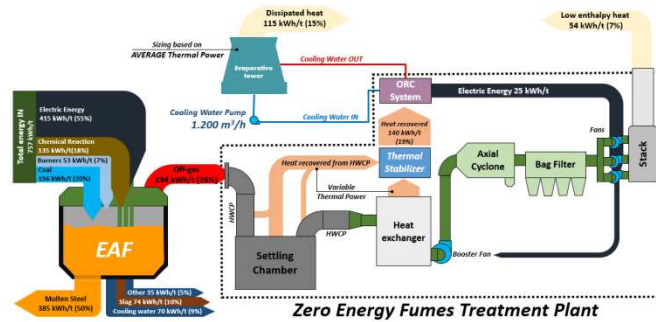 Dissipated heat
115 kWh/t (15%)
Low enthalpy heat
54 kWh/t (7%)
Sizing based on
AVERAGE Thermal Power
Evaporative
tower
Cooling Water OUT
ORC
System
Electric Energy 25 kWh/t
Cooling Water Pump
1.200 m³/h
Cooling Water IN
Total energy IN
757 kWh/t
Electric Energy
415 kWh/t (55%)
Chemical Reaction
135 kWh/t(18%)
Burners 53 kWh/t (7%)
Coal
156 kWh/t (20%)
Off-gas
194 kWh/t (26%)
Heat recovered
140 kWh/t
(19%)
Heat recovered from HWCP
Thermal
Stabilizer
Variable
Thermal Power
Axial
Cyclone
Bag Filter
Fans
Stack
HWCP
HWCP
Settling
Chamber
Heat
exchanger
Booster Fan
EAF
Molten Steel
385 kWh/t (50%)
Other 35 kWh/t (5%)
Slag 74 kWh/t (10%)
Cooling water 70 kWh/t (9%)
Zero Energy Fumes Treatment Plant